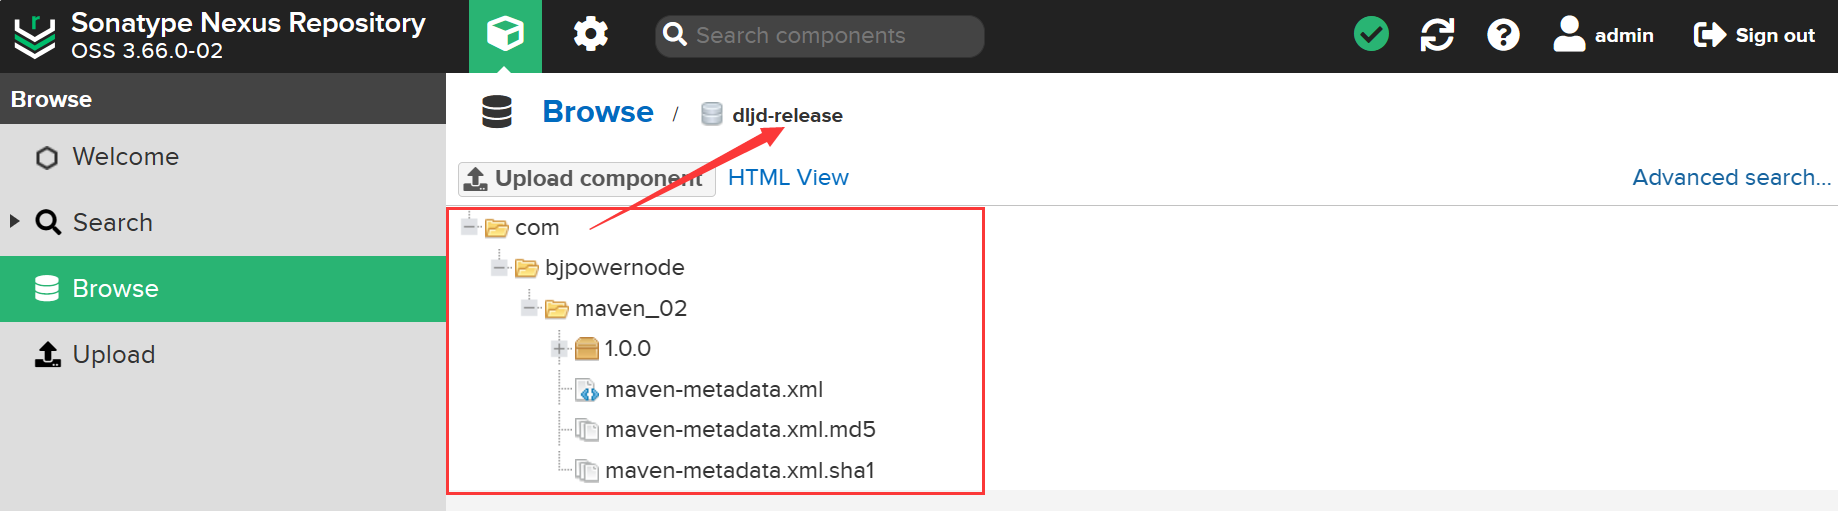 Sonatype Nexus Repository
OSS 3.66.0-02
Search components
admin
Sign out
Browse
Welcome
Search
Browse
Upload
Browse / dljd-release
Upload component
HTML View
Advanced search...
com
bjpowernode
maven_02
1.0.0
maven-metadata.xml
maven-metadata.xml.md5
maven-metadata.xml.sha1